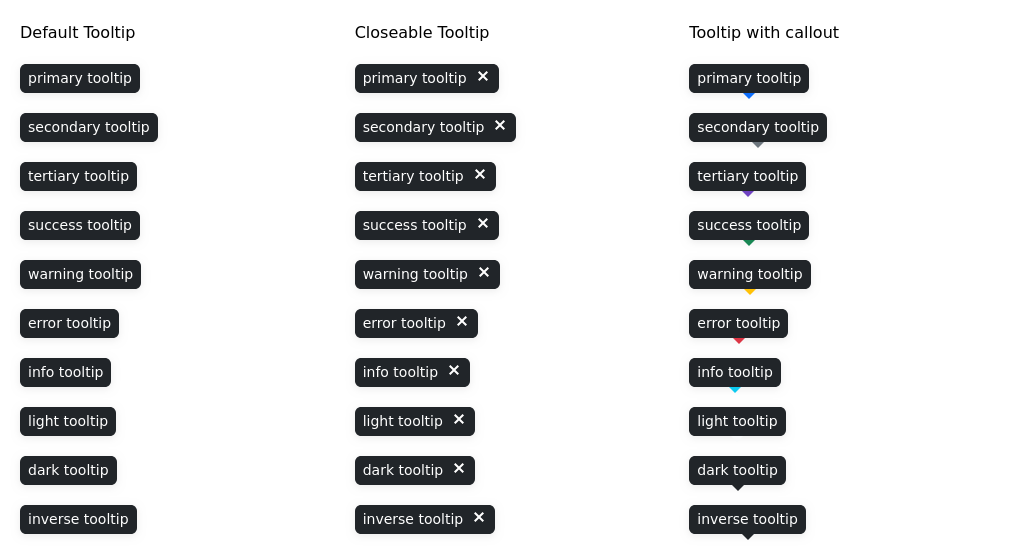 Default Tooltip
primary tooltip
secondary tooltip
tertiary tooltip
success tooltip
warning tooltip
error tooltip
info tooltip
light tooltip
dark tooltip
inverse tooltip
Closeable Tooltip
primary tooltip ✕
secondary tooltip ✕
tertiary tooltip ✕
success tooltip ✕
warning tooltip ✕
error tooltip ✕
info tooltip ✕
light tooltip ✕
dark tooltip ✕
inverse tooltip ✕
Tooltip with callout
primary tooltip
secondary tooltip
tertiary tooltip
success tooltip
warning tooltip
error tooltip
info tooltip
light tooltip
dark tooltip
inverse tooltip